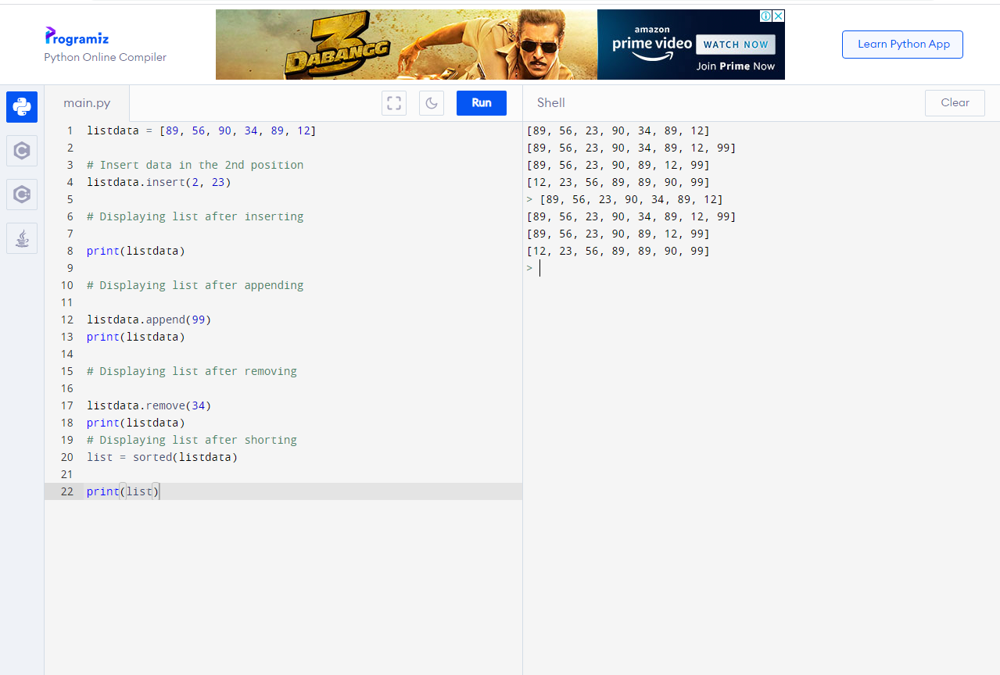 Programiz
Python Online Compiler
3
DABANGG
amazon
prime video
WATCH NOW
Join Prime Now
Learn Python App
main.py
Run
Shell
Clear
1 listdata = [89, 56, 90, 34, 89, 12]
2
3 # Insert data in the 2nd position
4 listdata.insert(2, 23)
5
6 # Displaying list after inserting
7
8 print(listdata)
9
10 # Displaying list after appending
11
12 listdata.append(99)
13 print(listdata)
14
15 # Displaying list after removing
16
17 listdata.remove(34)
18 print(listdata)
19 # Displaying list after shorting
20 list = sorted(listdata)
21
22 print(list)
[89, 56, 23, 90, 34, 89, 12]
[89, 56, 23, 90, 34, 89, 12, 99]
[89, 56, 23, 90, 89, 12, 99]
[12, 23, 56, 89, 89, 90, 99]
> [89, 56, 23, 90, 34, 89, 12]
[89, 56, 23, 90, 34, 89, 12, 99]
[89, 56, 23, 90, 89, 12, 99]
[12, 23, 56, 89, 89, 90, 99]
>